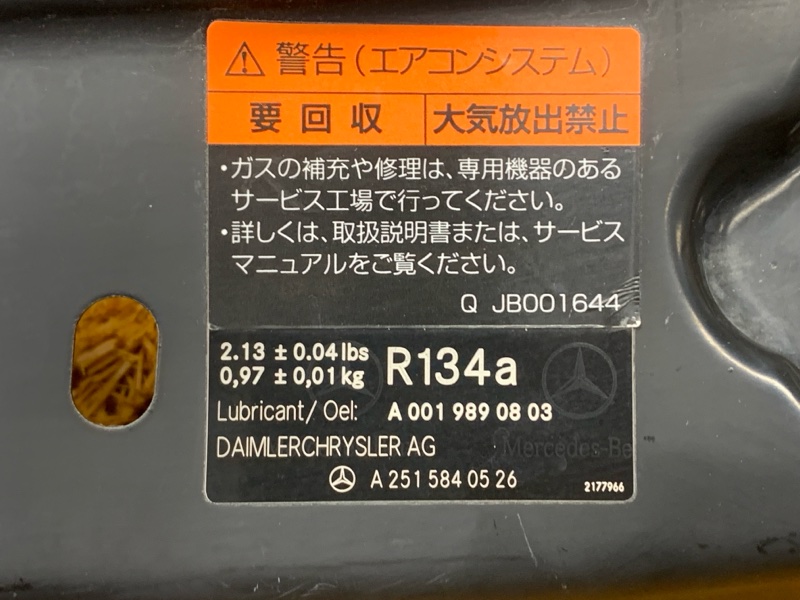 警告(エアコンシステム)
要回収 大気放出禁止
・ガスの補充や修理は、専用機器のある
サービス工場で行ってください。
・詳しくは、取扱説明書または、サービス
マニュアルをご覧ください。
Q JB001644
2.13 ± 0.04 lbs
0,97 ± 0,01 kg R134a
Lubricant/ Oel: A 001 989 08 03
DAIMLERCHRYSLER AG Mercedes-Be
A 251 584 05 26 2177966